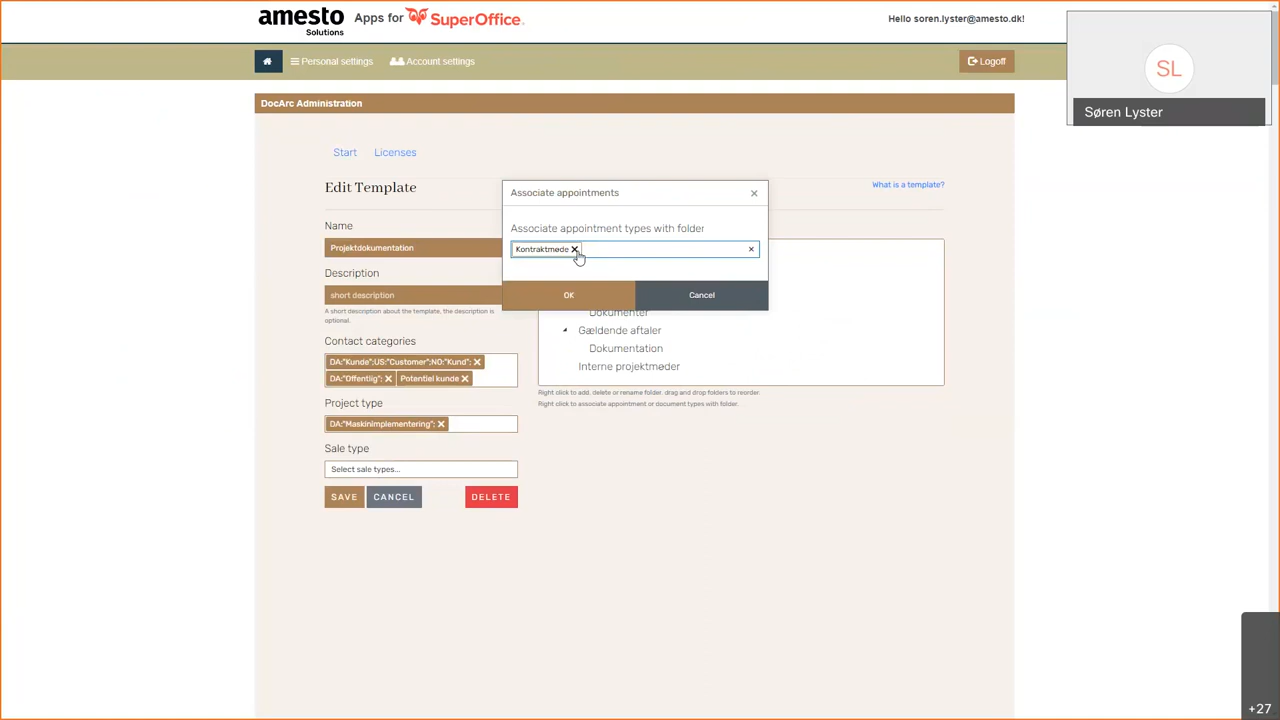 amesto
Solutions
Apps for SuperOffice.
Hello soren.lyster@amesto.dk!
Personal settings
Account settings
Logoff
SL
Søren Lyster
DocArc Administration
Start
Licenses
Edit Template
What is a template?
Associate appointments
Associate appointment types with folder
Kontraktmøde
OK
Cancel
Name
Projektdokumentation
Description
short description
A short description about the template, the description is
optional.
Contact categories
DA:"Kunde";US:"Customer";NO:"Kund";
DA:"Offentlig";
Potentiel kunde
Project type
DA:"Maskinimplementering";
Sale type
Select sale types...
SAVE
CANCEL
DELETE
Dokumenter
Gældende aftaler
Dokumentation
Interne projektmøder
Right click to add, delete or rename folder, drag and drop folders to reorder.
Right click to associate appointment or document types with folder.
+27